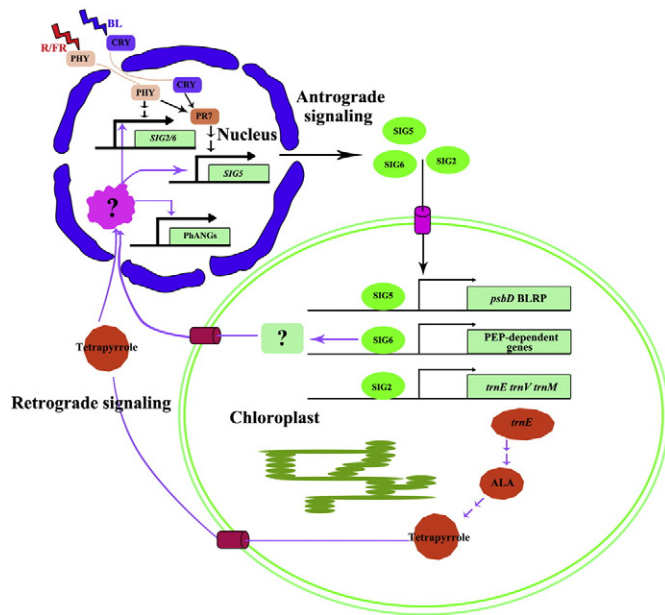 BL
R/FR
CRY
PHY
CRY
PHY
PR7
Nucleus
SIG2/6
SIG5
?
PhANGs
Antrograde
signaling
SIG5
SIG6
SIG2
SIG5
psbD BLRP
?
SIG6
PEP-dependent
genes
SIG2
trnE trnV trnM
Tetrapyrrole
Retrograde signaling
Chloroplast
trnE
ALA
Tetrapyrrole